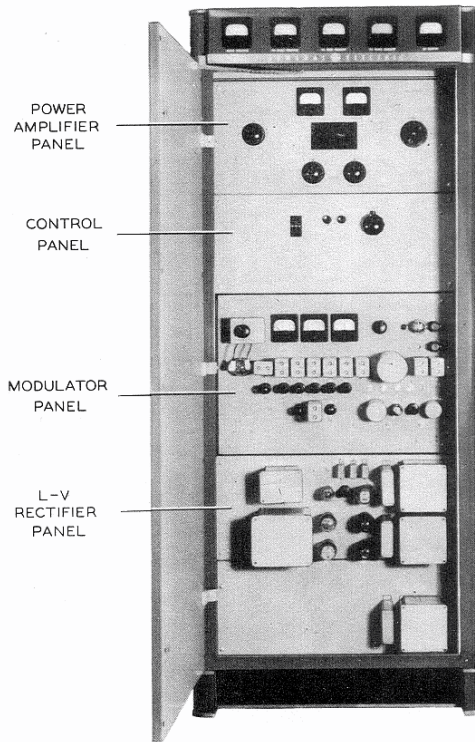 POWER
AMPLIFIER
PANEL
CONTROL
PANEL
MODULATOR
PANEL
L-V
RECTIFIER
PANEL